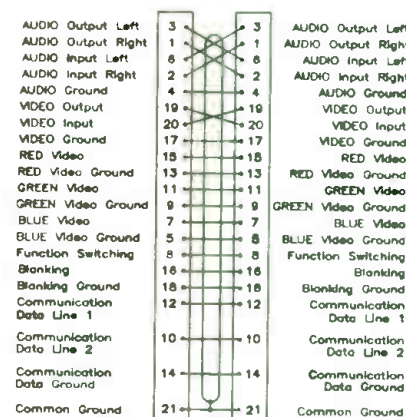 AUDIO Output Left 3 3 AUDIO Output Left
AUDIO Output Right 1 1 AUDIO Output Right
AUDIO Input Left 6 6 AUDIO Input Left
AUDIO Input Right 2 2 AUDIO Input Right
AUDIO Ground 4 4 AUDIO Ground
VIDEO Output 19 19 VIDEO Output
VIDEO Input 20 20 VIDEO Input
VIDEO Ground 17 17 VIDEO Ground
RED Video 15 15 RED Video
RED Video Ground 13 13 RED Video Ground
GREEN Video 11 11 GREEN Video
GREEN Video Ground 9 9 GREEN Video Ground
BLUE Video 7 7 BLUE Video
BLUE Video Ground 5 5 BLUE Video Ground
Function Switching 8 8 Function Switching
Blanking 16 16 Blanking
Blanking Ground 18 18 Blanking Ground
Communication 12 12 Communication
Data Line 1 Data Line 1
Communication 10 10 Communication
Data Line 2 Data Line 2
Communication 14 14 Communication
Data Ground Data Ground
Common Ground 21 21 Common Ground